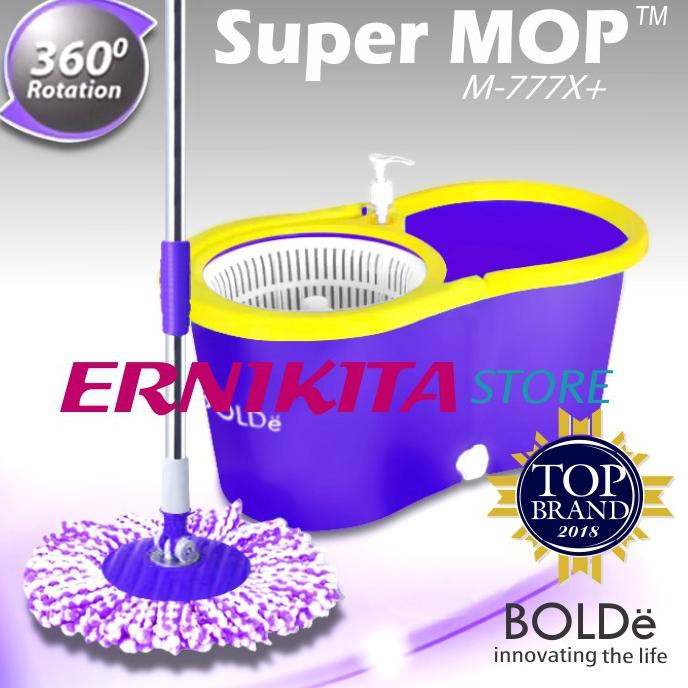 360⁰
Rotation
Super MOP™
M-777X+
ERNIKITA STORE
BOLDë
TOP
BRAND
2018
BOLDë
innovating the life